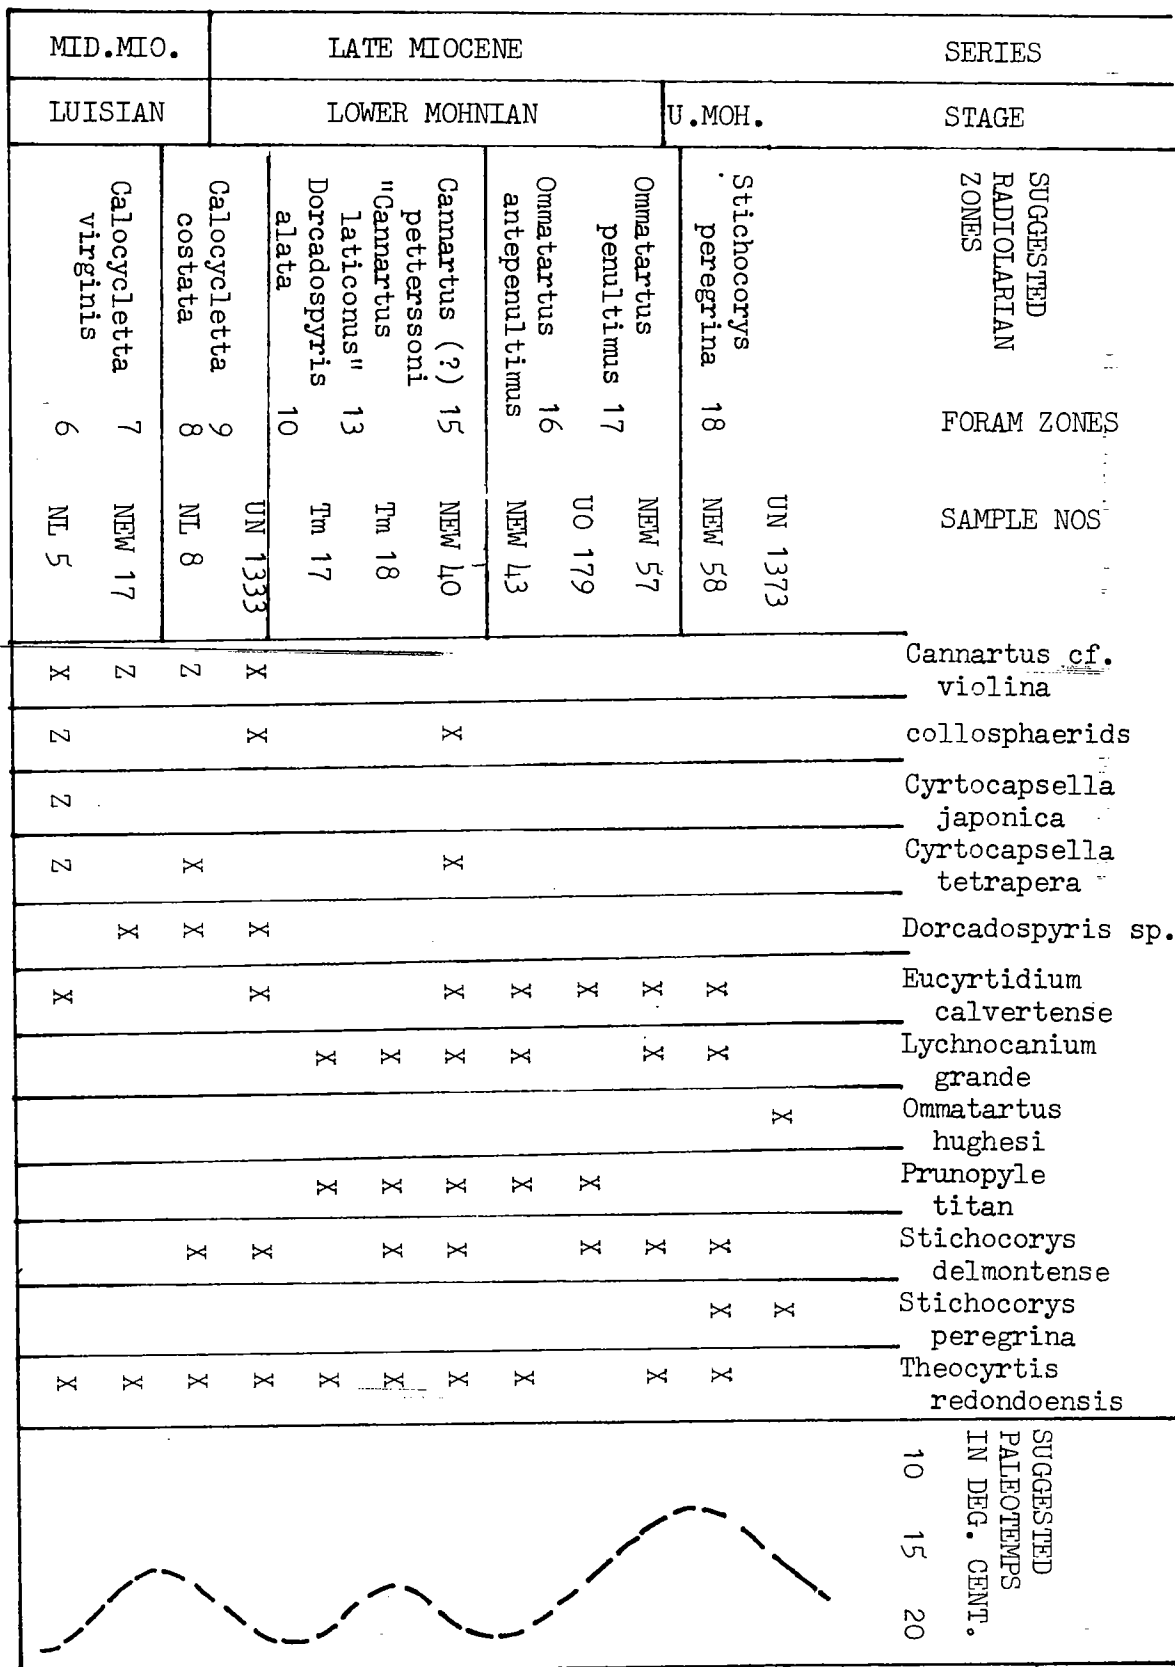 MID.MIO. LATE MIOCENE SERIES
LUISIAN LOWER MOHNIAN U.MOH. STAGE
SUGGESTED
RADIOLARIAN
ZONES
Stichocorys
peregrina
Ommatartus
penultimus
Ommatartus
antepenultimus
Cannartus (?)
petterssoni
"Cannartus
laticonus"
Dorcadospyris
alata
Calocycletta
costata
Calocycletta
virginis
6 7 8 9 10 13 15 16 17 18 FORAM ZONES
NL 5 NEW 17 NL 8 UN 1333 Tm 17 Tm 18 NEW 40 NEW 43 UO 179 NEW 57 NEW 58 UN 1373 SAMPLE NOS
X Z Z X Cannartus cf.
violina
Z X X collosphaerids
Z Cyrtocapsella
japonica
Z X X Cyrtocapsella
tetrapera
X X X Dorcadospyris sp.
X X X X X X X Eucyrtidium
calvertense
X X X X X X Lychnocanium
grande
X Ommatartus
hughesi
X X X X X Prunopyle
titan
X X X X X X X Stichocorys
delmontense
X X Stichocorys
peregrina
X X X X X X X X X X Theocyrtis
redondoensis
SUGGESTED
PALEOTEMPS
IN DEG. CENT.
10 15 20